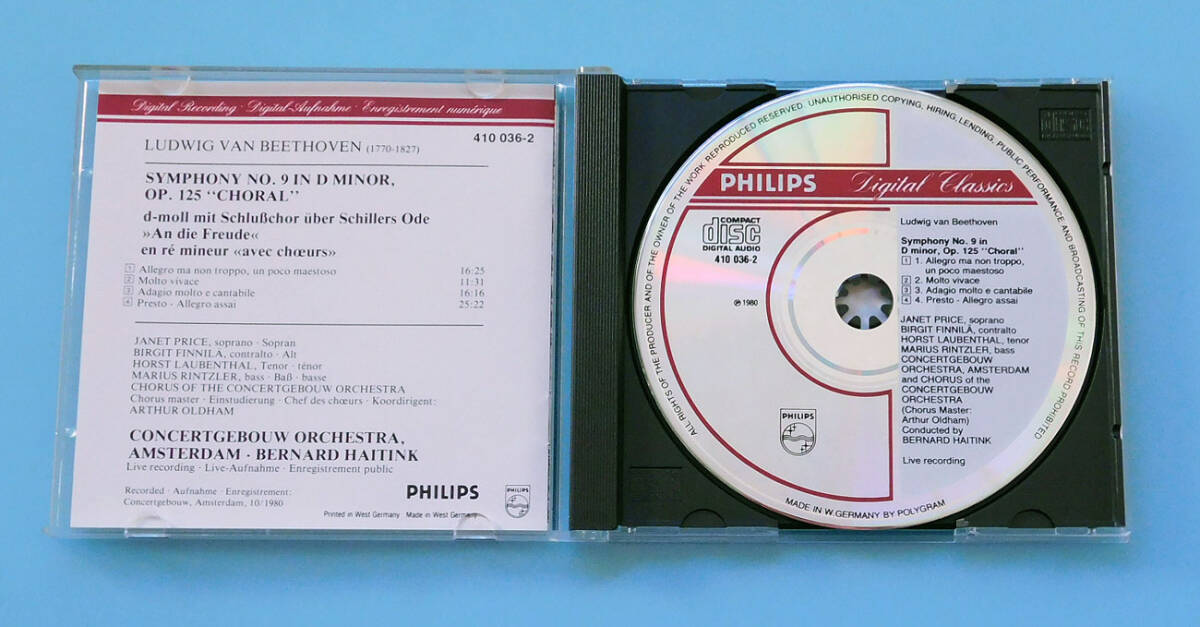 Digital Recording · Digital-Aufnahme · Enregistrement numérique
410 036-2
LUDWIG VAN BEETHOVEN (1770-1827)
SYMPHONY NO. 9 IN D MINOR,
OP. 125 “CHORAL”
d-moll mit Schlußchor über Schillers Ode
»An die Freude«
en ré mineur «avec chœurs»
1 Allegro ma non troppo, un poco maestoso 16:25
2 Molto vivace 11:31
3 Adagio molto e cantabile 16:16
4 Presto - Allegro assai 25:22
JANET PRICE, soprano · Sopran
BIRGIT FINNILÄ, contralto · Alt
HORST LAUBENTHAL, Tenor · ténor
MARIUS RINTZLER, bass · Baß · basse
CHORUS OF THE CONCERTGEBOUW ORCHESTRA
Chorus master · Einstudierung · Chef des chœurs · Koordirigent:
ARTHUR OLDHAM
CONCERTGEBOUW ORCHESTRA,
AMSTERDAM · BERNARD HAITINK
Live recording · Live-Aufnahme · Enregistrement public
Recorded · Aufnahme · Enregistrement:
Concertgebouw, Amsterdam, 10/1980
PHILIPS
PHILIPS
Printed in West Germany / Made in West Germany
ALL RIGHTS OF THE PRODUCER AND OF THE OWNER OF THE WORK REPRODUCED RESERVED. UNAUTHORISED COPYING, HIRING, LENDING, PUBLIC PERFORMANCE AND BROADCASTING OF THIS RECORD PROHIBITED
PHILIPS Digital Classics
COMPACT
disc
DIGITAL AUDIO
410 036-2
℗ 1980
PHILIPS
Ludwig van Beethoven
Symphony No. 9 in
D minor, Op. 125 “Choral”
1 1. Allegro ma non troppo,
un poco maestoso
2 2. Molto vivace
3 3. Adagio molto e cantabile
4 4. Presto - Allegro assai
JANET PRICE, soprano
BIRGIT FINNILÄ, contralto
HORST LAUBENTHAL, tenor
MARIUS RINTZLER, bass
CONCERTGEBOUW
ORCHESTRA, AMSTERDAM
and CHORUS of the
CONCERTGEBOUW
ORCHESTRA
(Chorus Master:
Arthur Oldham)
Conducted by
BERNARD HAITINK
Live recording
MADE IN W. GERMANY BY POLYGRAM
disc